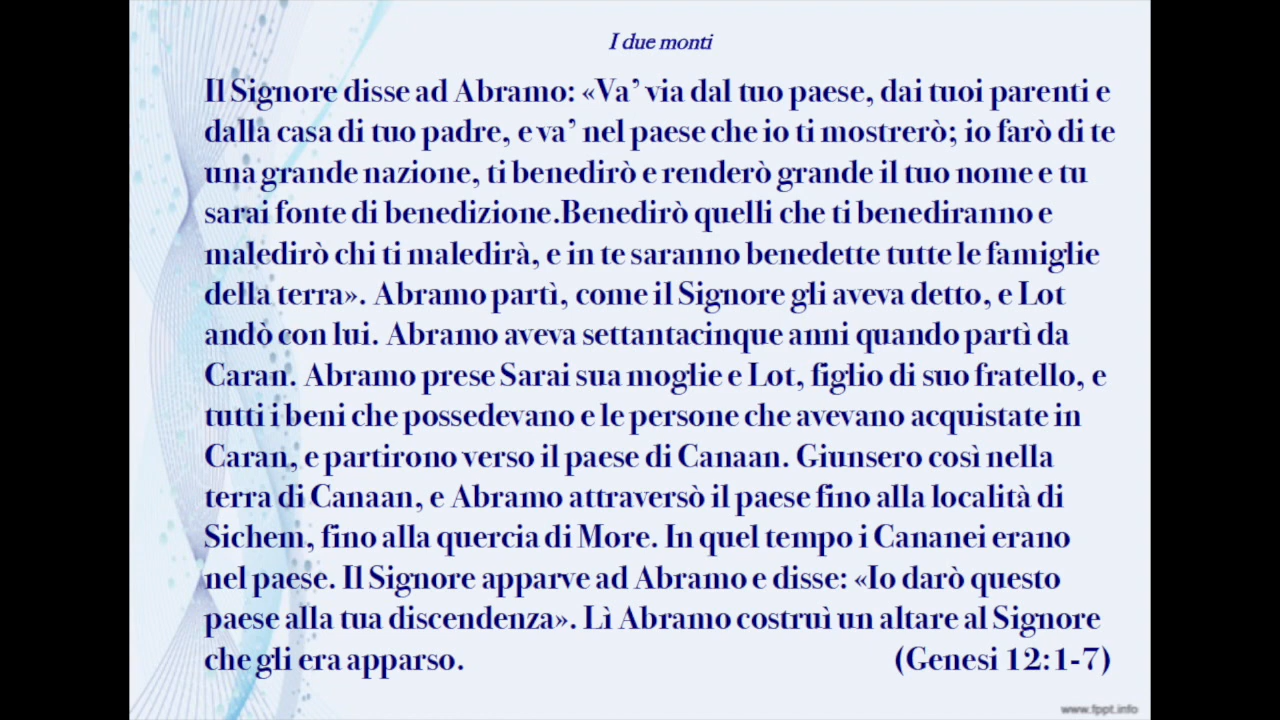 I due monti
Il Signore disse ad Abramo: «Va’ via dal tuo paese, dai tuoi parenti e
dalla casa di tuo padre, e va’ nel paese che io ti mostrerò; io farò di te
una grande nazione, ti benedirò e renderò grande il tuo nome e tu
sarai fonte di benedizione.Benedirò quelli che ti benediranno e
maledirò chi ti maledirà, e in te saranno benedette tutte le famiglie
della terra». Abramo partì, come il Signore gli aveva detto, e Lot
andò con lui. Abramo aveva settantacinque anni quando partì da
Caran. Abramo prese Sarai sua moglie e Lot, figlio di suo fratello, e
tutti i beni che possedevano e le persone che avevano acquistate in
Caran, e partirono verso il paese di Canaan. Giunsero così nella
terra di Canaan, e Abramo attraversò il paese fino alla località di
Sichem, fino alla quercia di More. In quel tempo i Cananei erano
nel paese. Il Signore apparve ad Abramo e disse: «Io darò questo
paese alla tua discendenza». Lì Abramo costruì un altare al Signore
che gli era apparso. (Genesi 12:1-7)
www.fppt.info